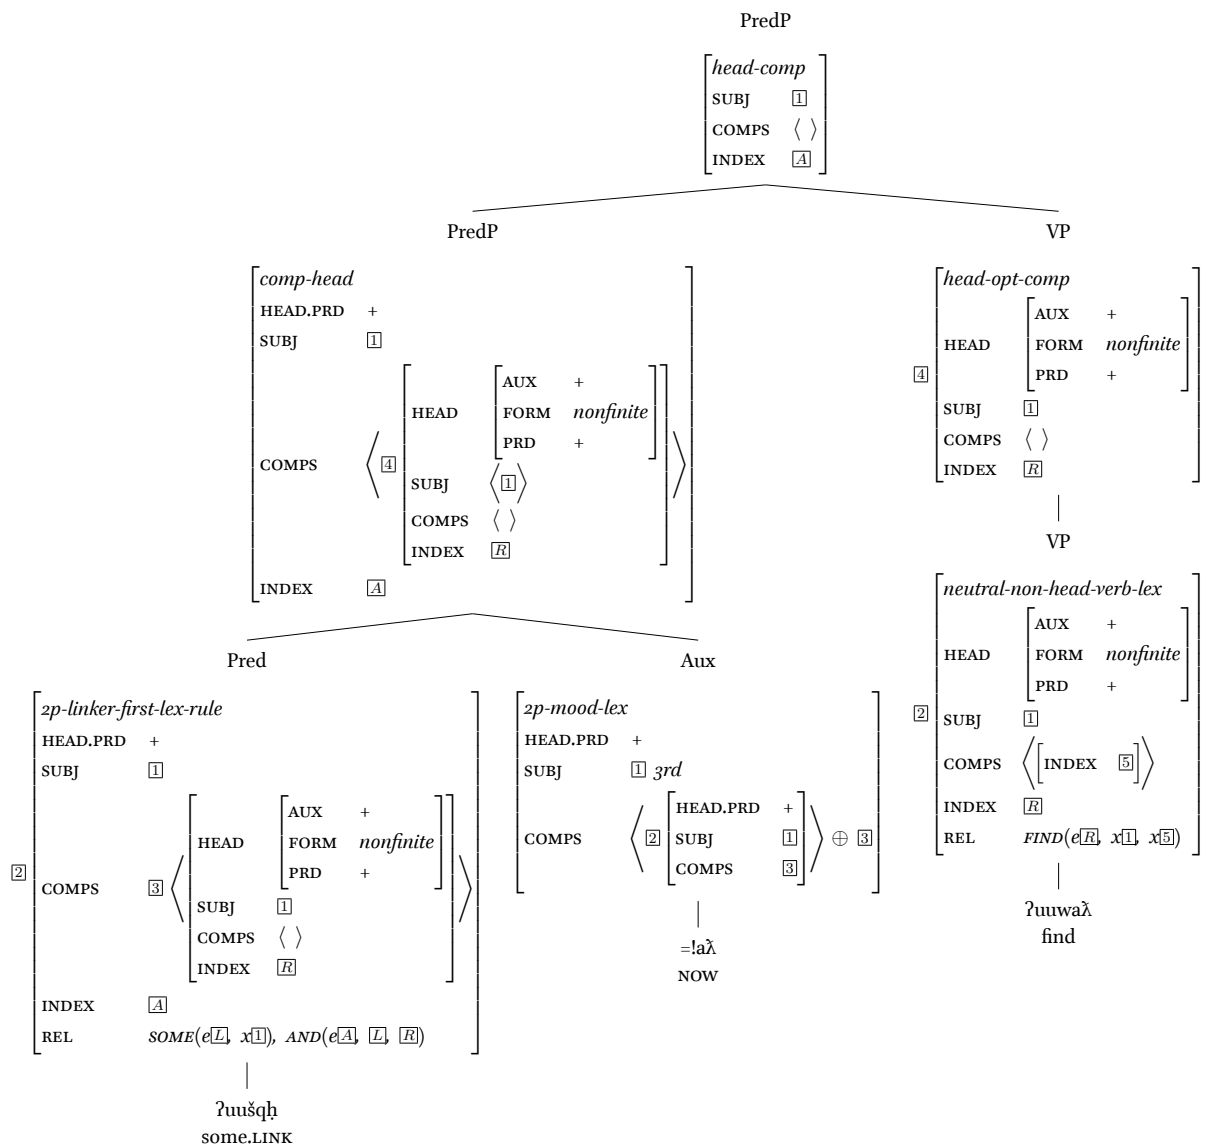 PredP
head-comp
SUBJ 1
COMPS ⟨ ⟩
INDEX A
PredP
comp-head
HEAD.PRD +
SUBJ 1
COMPS ⟨ 4
HEAD
AUX +
FORM nonfinite
PRD +
SUBJ ⟨ 1 ⟩
COMPS ⟨ ⟩
INDEX R
⟩
INDEX A
VP
4
head-opt-comp
HEAD
AUX +
FORM nonfinite
PRD +
SUBJ 1
COMPS ⟨ ⟩
INDEX R
VP
2
neutral-non-head-verb-lex
HEAD
AUX +
FORM nonfinite
PRD +
SUBJ 1
COMPS ⟨[INDEX 5]⟩
INDEX R
REL FIND(eR, x1, x5)
ʔuuwaƛ̓
find
Pred
2
2p-linker-first-lex-rule
HEAD.PRD +
SUBJ 1
COMPS 3 ⟨
HEAD
AUX +
FORM nonfinite
PRD +
SUBJ 1
COMPS ⟨ ⟩
INDEX R
⟩
INDEX A
REL SOME(eL, x1), AND(eA, L, R)
ʔuušqḥ
some.LINK
Aux
2p-mood-lex
HEAD.PRD +
SUBJ 1 3rd
COMPS ⟨ 2
HEAD.PRD +
SUBJ 1
COMPS 3
⟩ ⊕ 3
=!aƛ̓
NOW